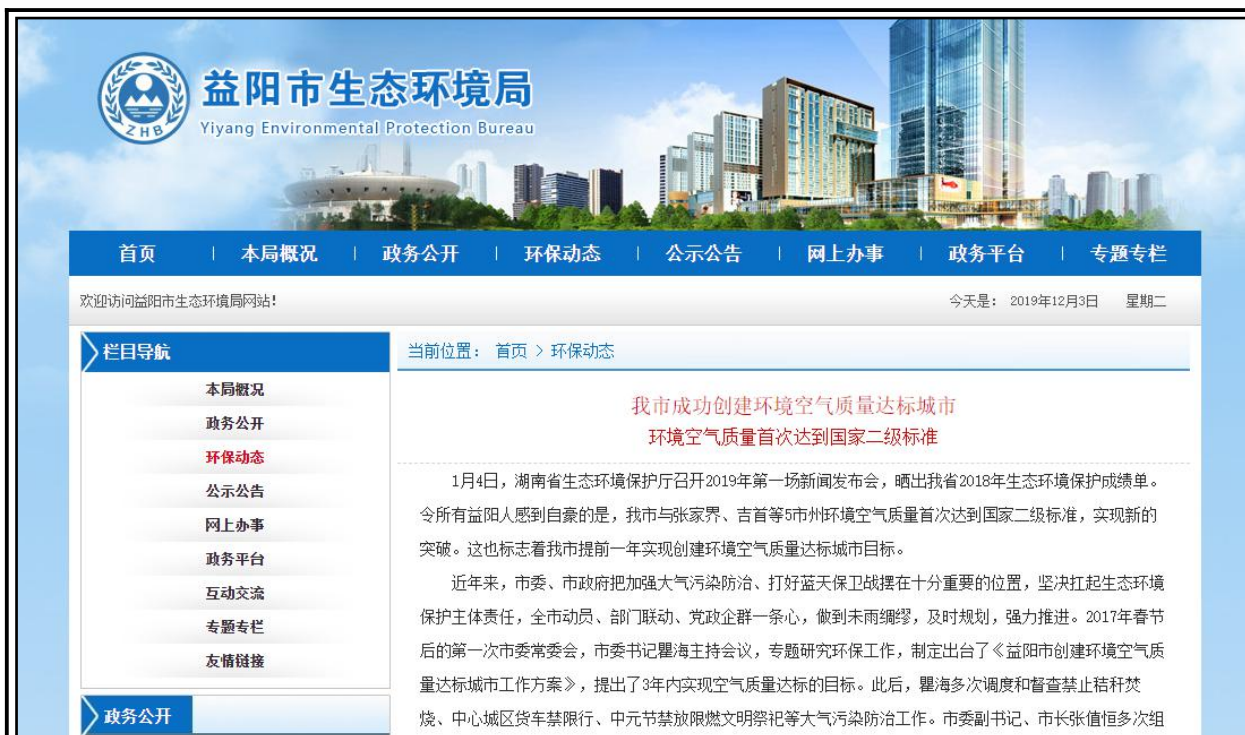 益阳市生态环境局
Yiyang Environmental Protection Bureau
ZHB
首页 | 本局概况 | 政务公开 | 环保动态 | 公示公告 | 网上办事 | 政务平台 | 专题专栏
欢迎访问益阳市生态环境局网站!
今天是: 2019年12月3日 星期二
栏目导航
本局概况
政务公开
环保动态
公示公告
网上办事
政务平台
互动交流
专题专栏
友情链接
政务公开
当前位置: 首页 > 环保动态
我市成功创建环境空气质量达标城市
环境空气质量首次达到国家二级标准
1月4日，湖南省生态环境保护厅召开2019年第一场新闻发布会，晒出我省2018年生态环境保护成绩单。
令所有益阳人感到自豪的是，我市与张家界、吉首等5市州环境空气质量首次达到国家二级标准，实现新的
突破。这也标志着我市提前一年实现创建环境空气质量达标城市目标。
近年来，市委、市政府把加强大气污染防治、打好蓝天保卫战摆在十分重要的位置，坚决扛起生态环境
保护主体责任，全市动员、部门联动、党政企群一条心，做到未雨绸缪，及时规划，强力推进。2017年春节
后的第一次市委常委会，市委书记瞿海主持会议，专题研究环保工作，制定出台了《益阳市创建环境空气质
量达标城市工作方案》，提出了3年内实现空气质量达标的目标。此后，瞿海多次调度和督查禁止秸秆焚
烧、中心城区货车禁限行、中元节禁放限燃文明祭祀等大气污染防治工作。市委副书记、市长张值恒多次组